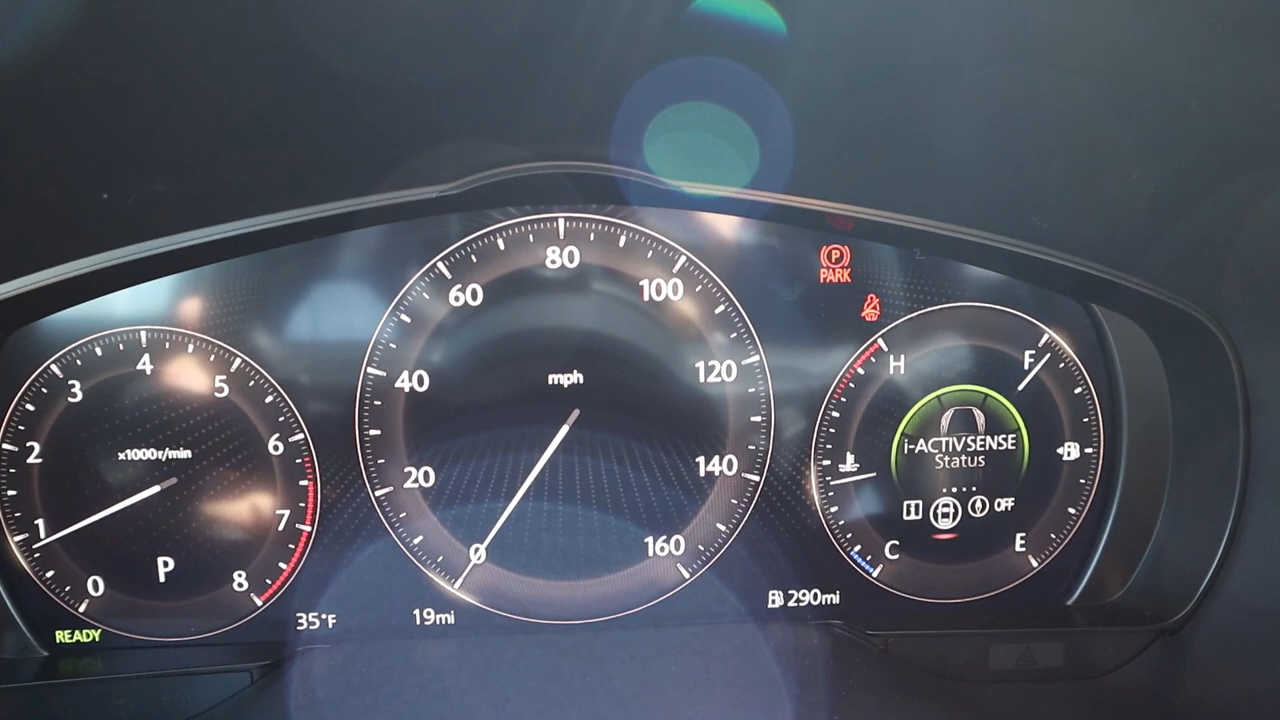 0
1
2
3
4
5
6
7
8
x1000r/min
P
READY
35°F
0
20
40
60
80
100
120
140
160
mph
19mi
290mi
P
PARK
H
C
F
E
i-ACTIVSENSE
Status
OFF